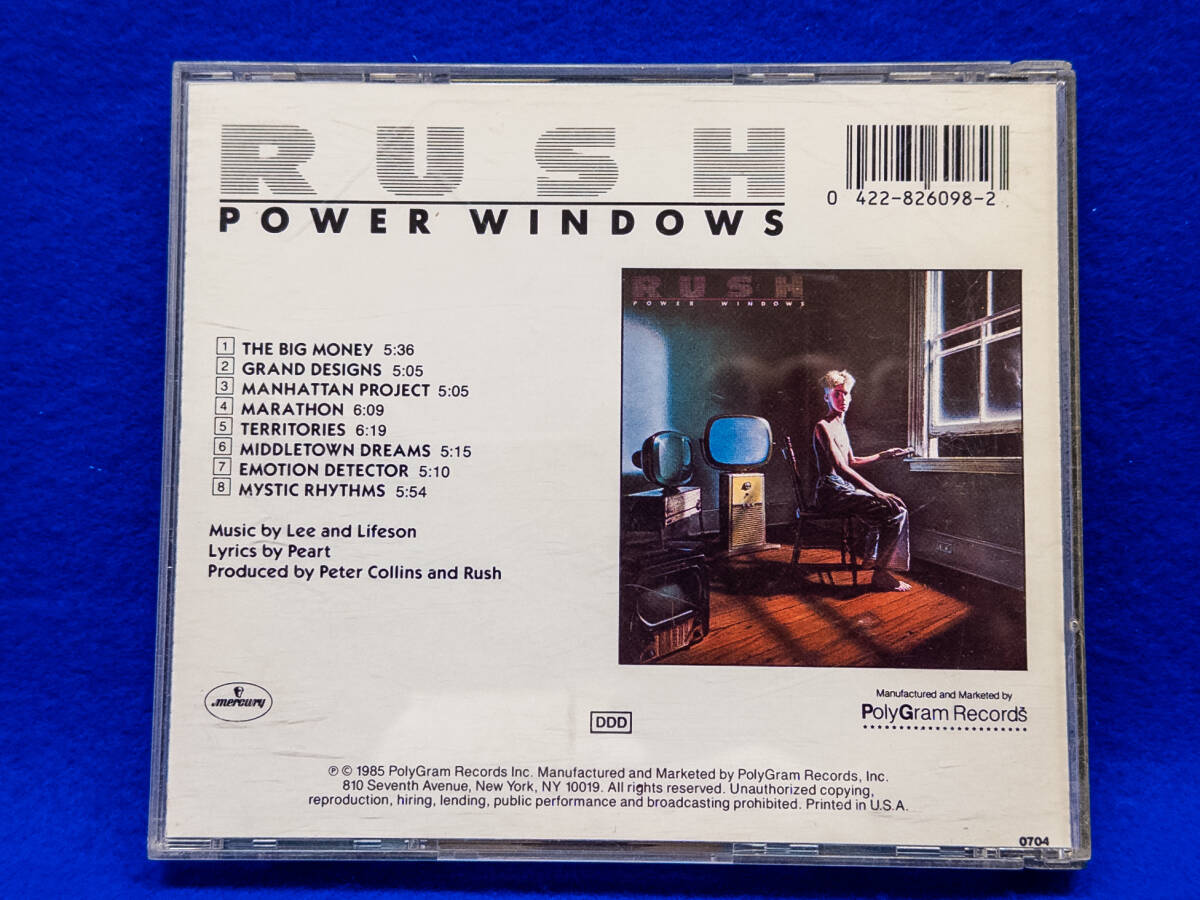 RUSH
POWER WINDOWS
0 422-826098-2
RUSH
POWER WINDOWS
1 THE BIG MONEY 5:36
2 GRAND DESIGNS 5:05
3 MANHATTAN PROJECT 5:05
4 MARATHON 6:09
5 TERRITORIES 6:19
6 MIDDLETOWN DREAMS 5:15
7 EMOTION DETECTOR 5:10
8 MYSTIC RHYTHMS 5:54
Music by Lee and Lifeson
Lyrics by Peart
Produced by Peter Collins and Rush
mercury
DDD
Manufactured and Marketed by
PolyGram Records
℗ © 1985 PolyGram Records Inc. Manufactured and Marketed by PolyGram Records, Inc.
810 Seventh Avenue, New York, NY 10019. All rights reserved. Unauthorized copying,
reproduction, hiring, lending, public performance and broadcasting prohibited. Printed in U.S.A.
0704